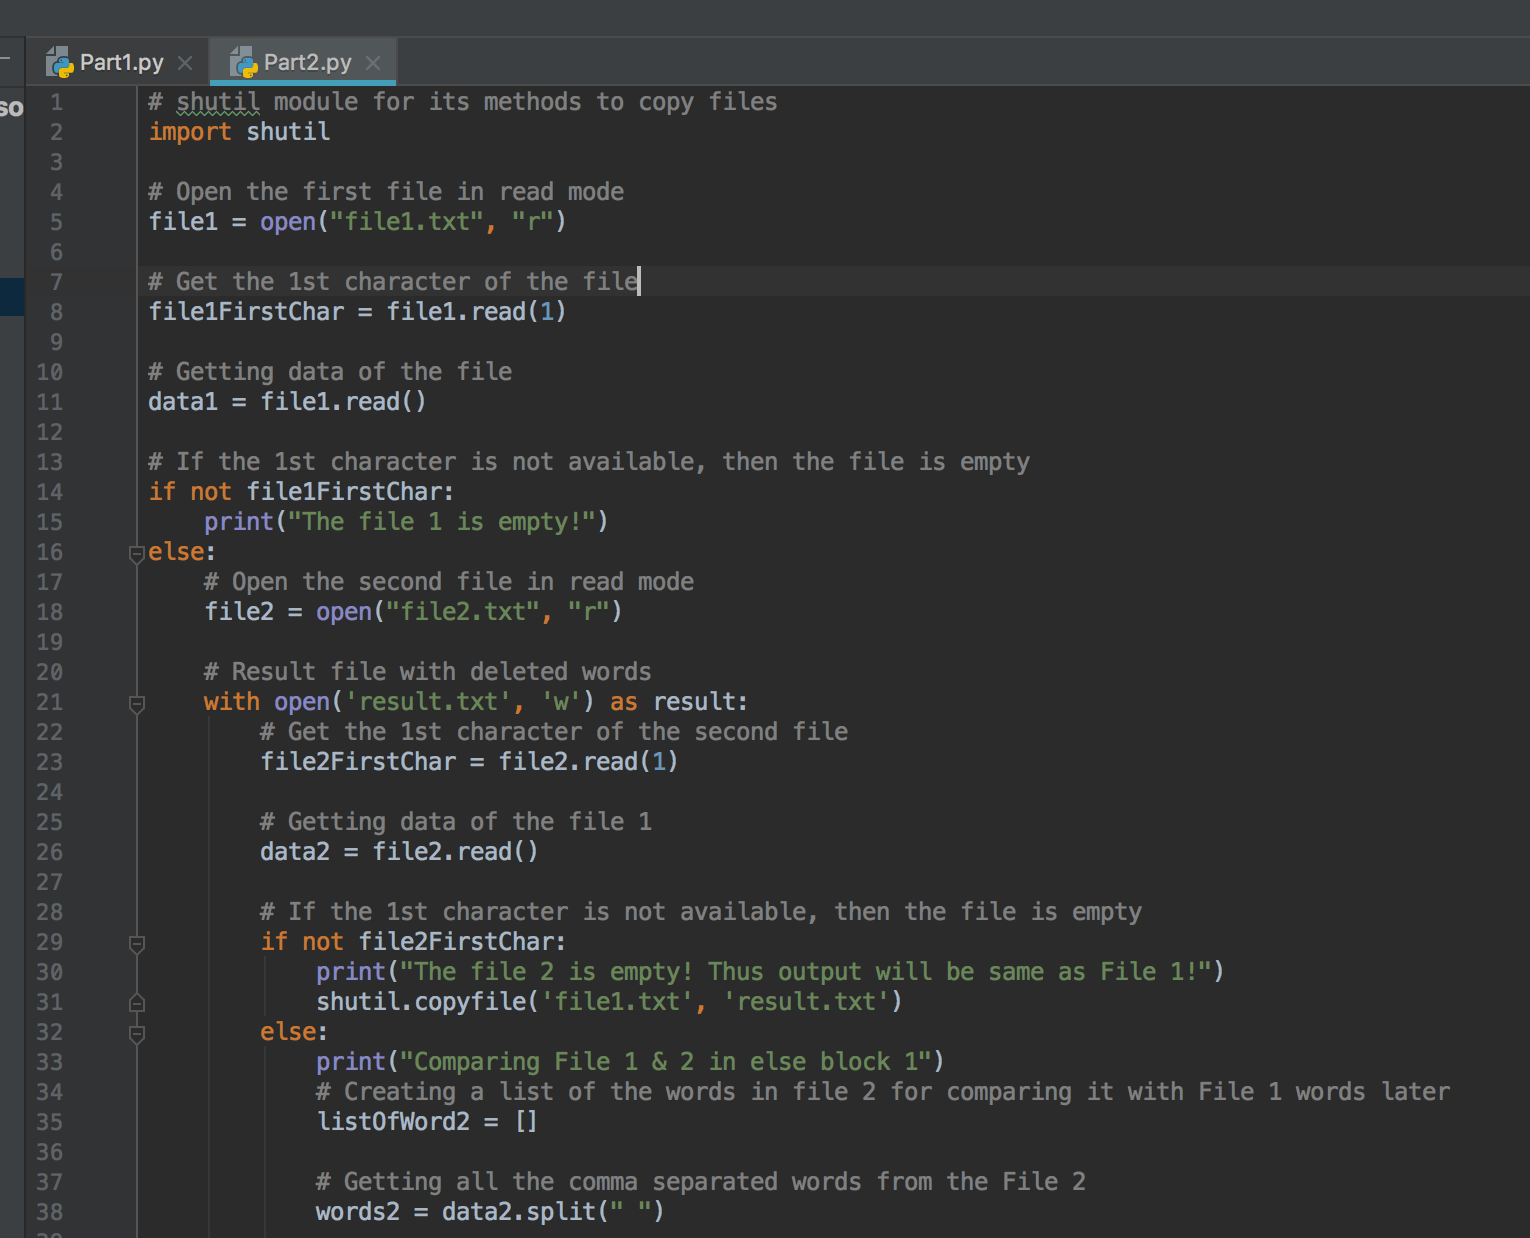 Part1.py Part2.py
so
1 # shutil module for its methods to copy files
2 import shutil
3
4 # Open the first file in read mode
5 file1 = open("file1.txt", "r")
6
7 # Get the 1st character of the file
8 file1FirstChar = file1.read(1)
9
10 # Getting data of the file
11 data1 = file1.read()
12
13 # If the 1st character is not available, then the file is empty
14 if not file1FirstChar:
15     print("The file 1 is empty!")
16 else:
17     # Open the second file in read mode
18     file2 = open("file2.txt", "r")
19
20     # Result file with deleted words
21     with open('result.txt', 'w') as result:
22         # Get the 1st character of the second file
23         file2FirstChar = file2.read(1)
24
25         # Getting data of the file 1
26         data2 = file2.read()
27
28         # If the 1st character is not available, then the file is empty
29         if not file2FirstChar:
30             print("The file 2 is empty! Thus output will be same as File 1!")
31             shutil.copyfile('file1.txt', 'result.txt')
32         else:
33             print("Comparing File 1 & 2 in else block 1")
34             # Creating a list of the words in file 2 for comparing it with File 1 words later
35             listOfWord2 = []
36
37             # Getting all the comma separated words from the File 2
38             words2 = data2.split(" ")